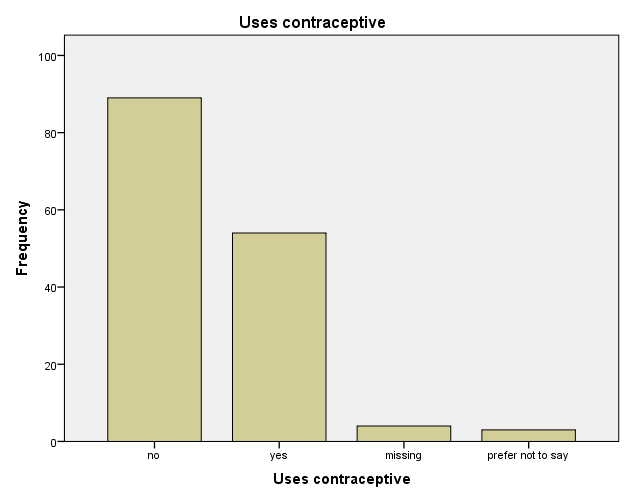 Uses contraceptive
100
80
60
40
20
0
Frequency
no yes missing prefer not to say
Uses contraceptive